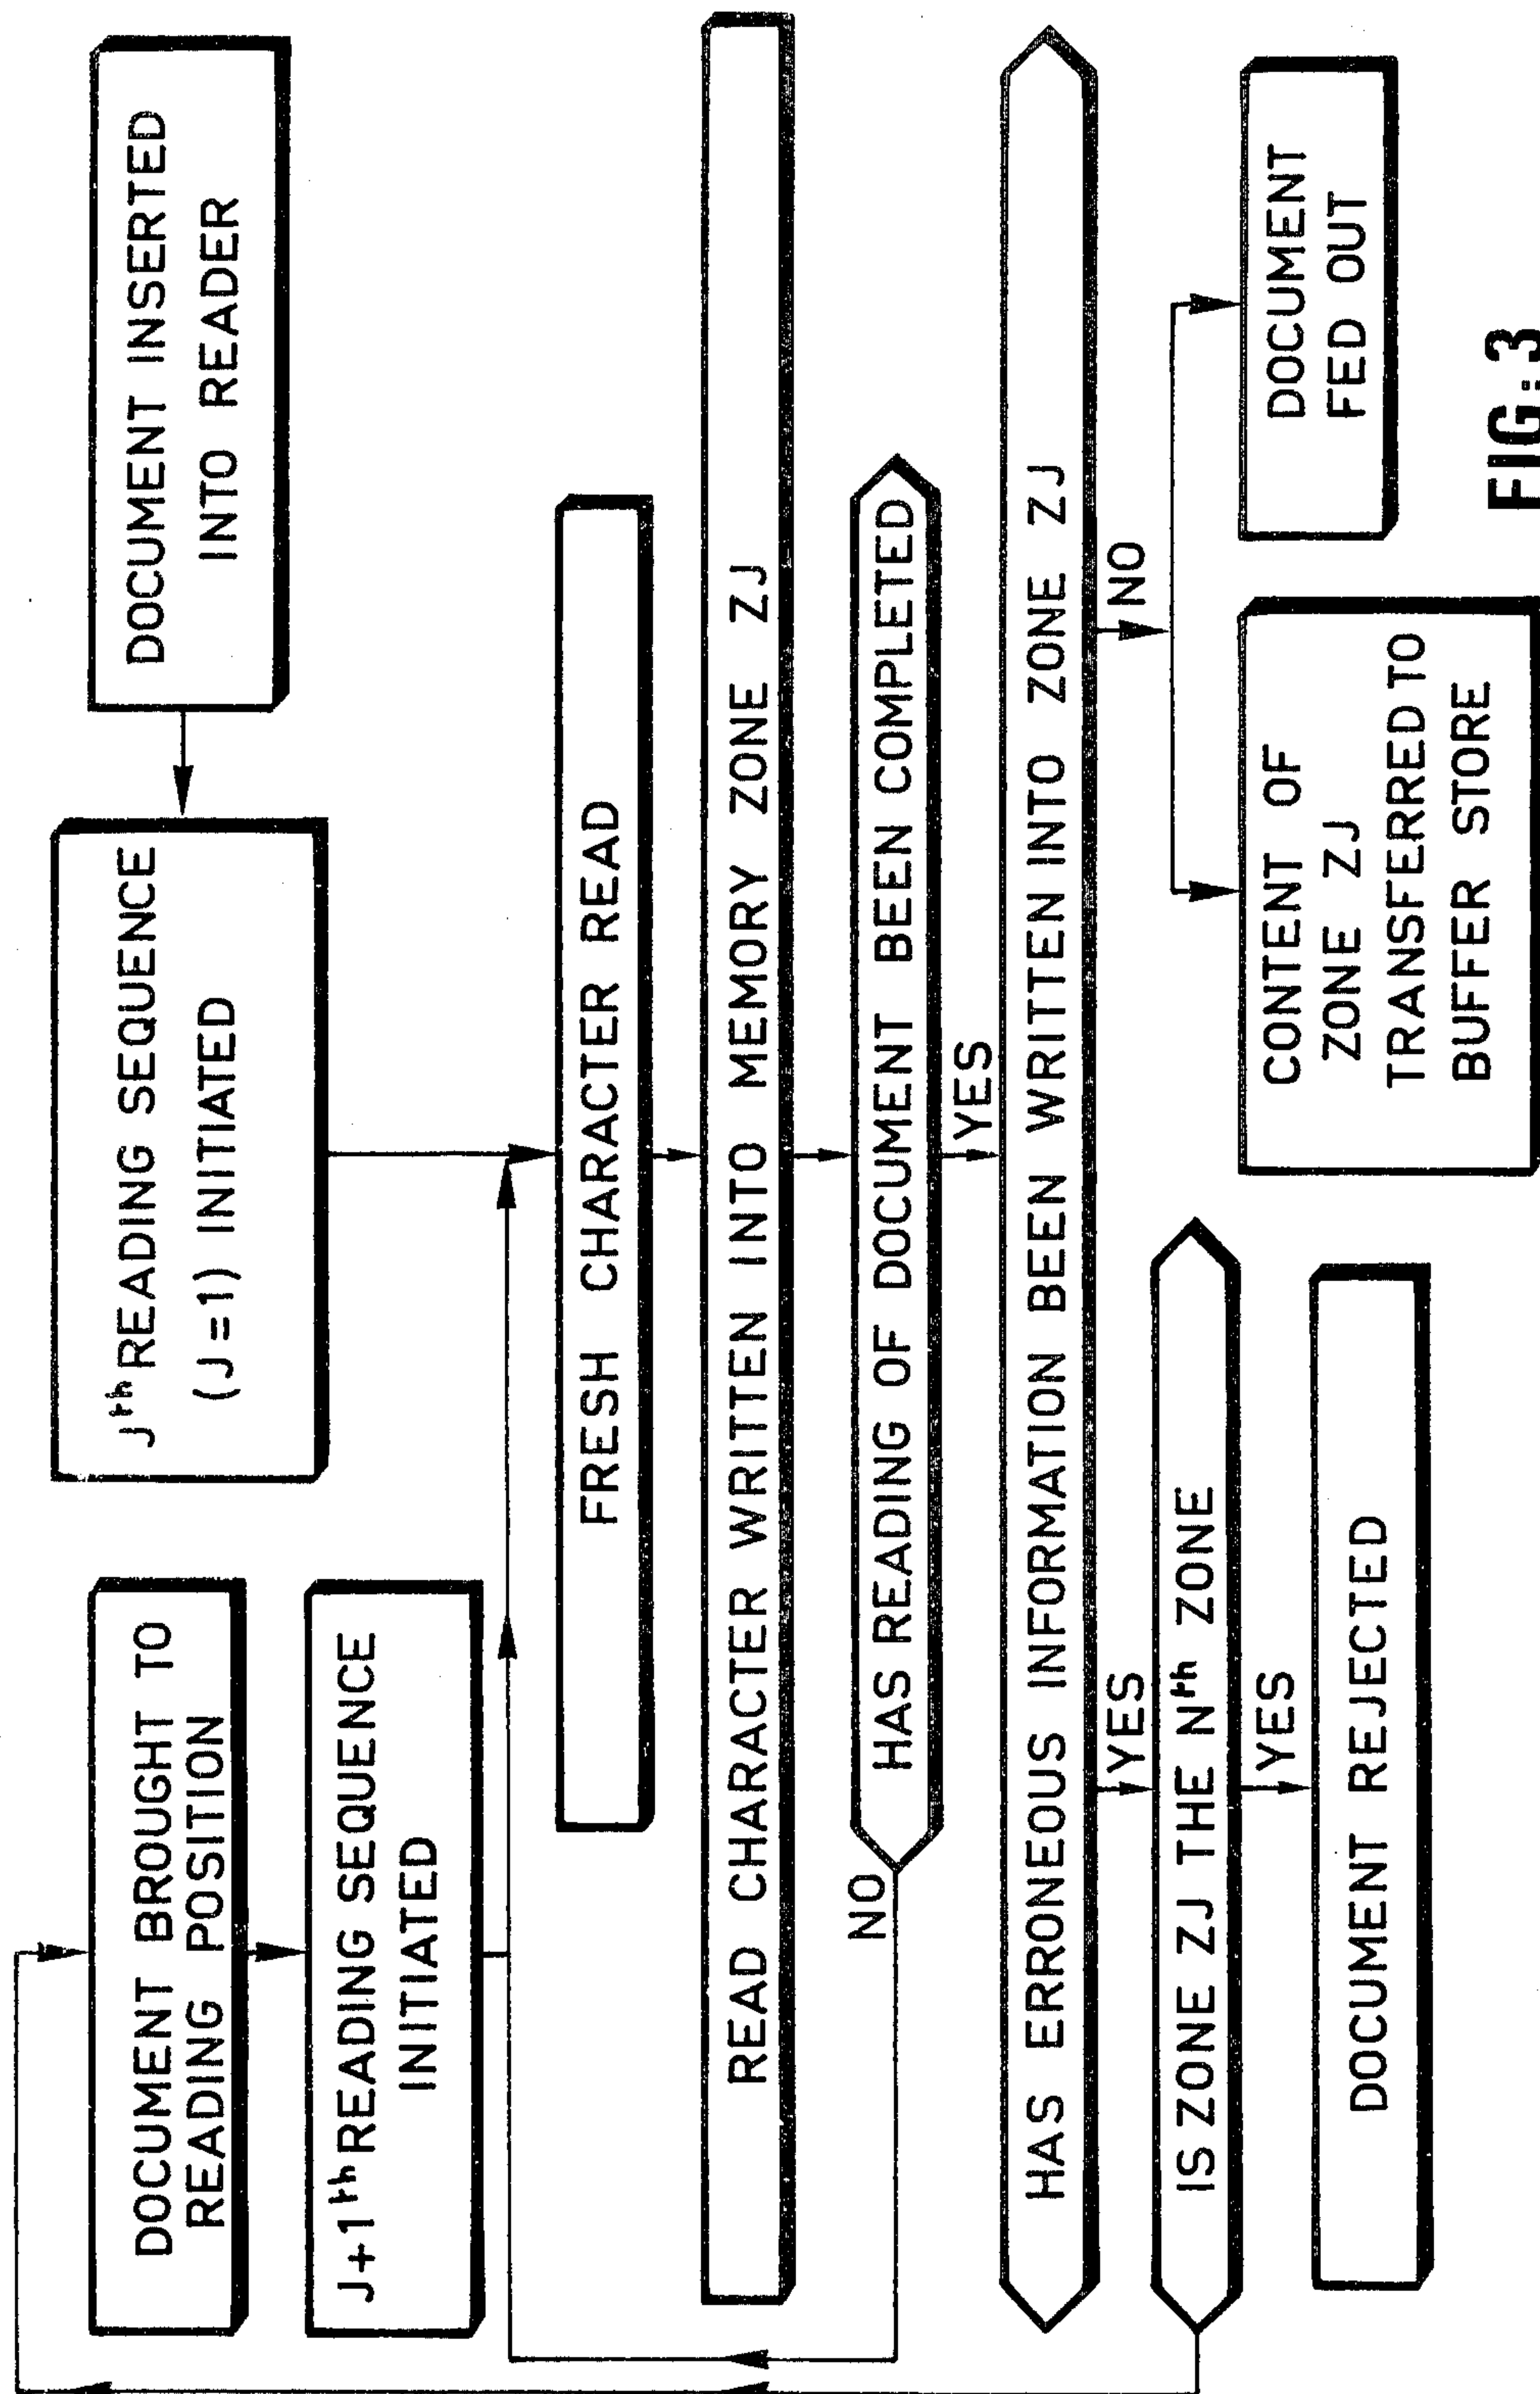 DOCUMENT INSERTED
INTO READER
Jth READING SEQUENCE
(J=1) INITIATED
DOCUMENT BROUGHT TO
READING POSITION
J+1th READING SEQUENCE
INITIATED
FRESH CHARACTER READ
READ CHARACTER WRITTEN INTO MEMORY ZONE ZJ
HAS READING OF DOCUMENT BEEN COMPLETED
NO
YES
HAS ERRONEOUS INFORMATION BEEN WRITTEN INTO ZONE ZJ
YES
NO
IS ZONE ZJ THE Nth ZONE
YES
DOCUMENT REJECTED
CONTENT OF
ZONE ZJ
TRANSFERRED TO
BUFFER STORE
DOCUMENT
FED OUT
FIG. 3